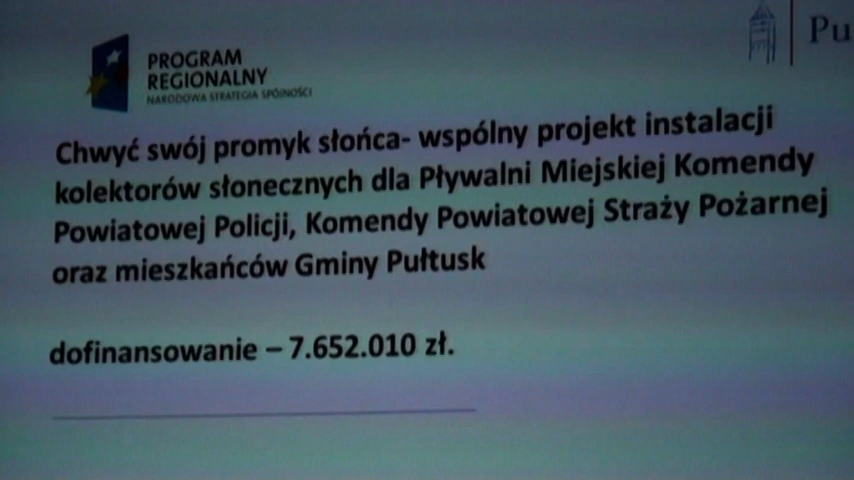 PROGRAM
REGIONALNY
NARODOWA STRATEGIA SPÓJNOŚCI
Pu
Chwyć swój promyk słońca- wspólny projekt instalacji
kolektorów słonecznych dla Pływalni Miejskiej Komendy
Powiatowej Policji, Komendy Powiatowej Straży Pożarnej
oraz mieszkańców Gminy Pułtusk
dofinansowanie – 7.652.010 zł.